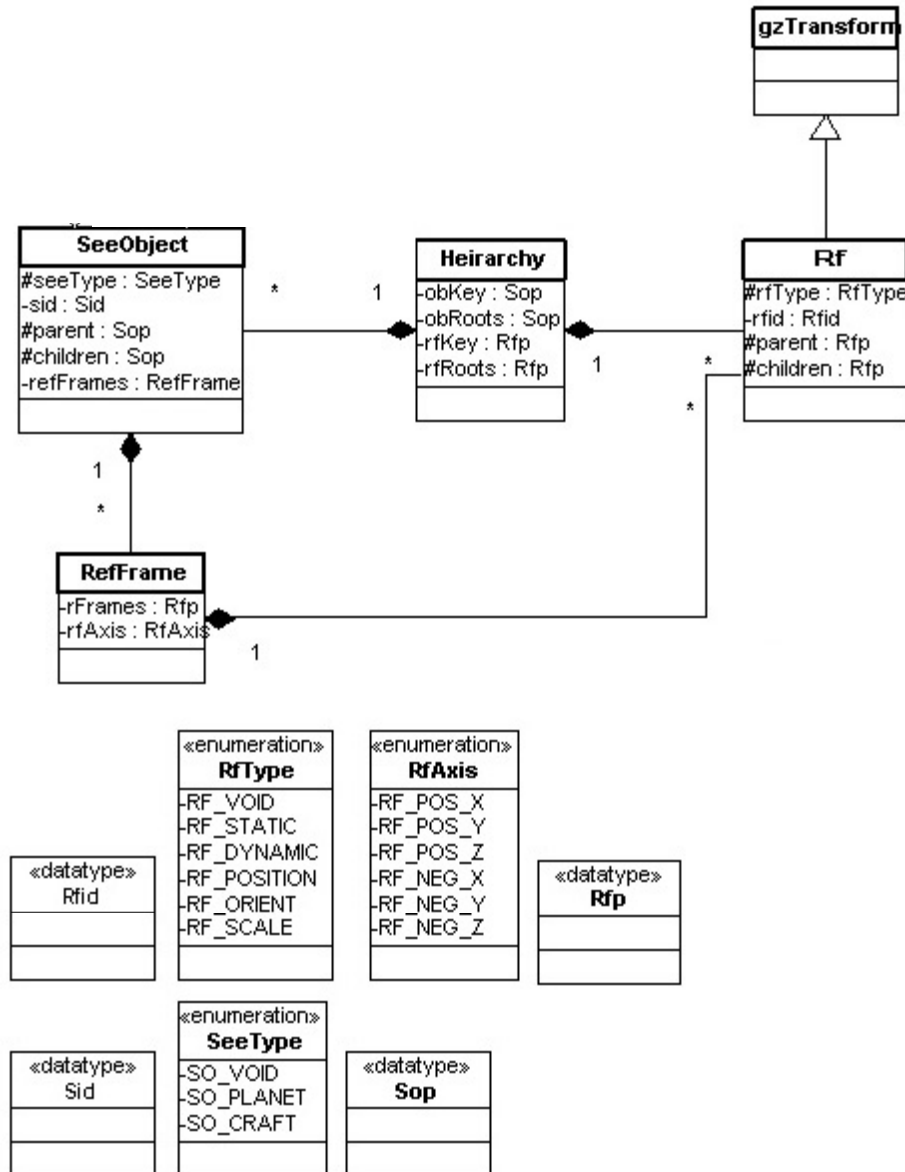 gzTransform
SeeObject
#seeType : SeeType
-sid : Sid
#parent : Sop
#children : Sop
-refFrames : RefFrame
*
1
Heirarchy
-obKey : Sop
-obRoots : Sop
-rfKey : Rfp
-rfRoots : Rfp
1
*
*
Rf
#rfType : RfType
-rfid : Rfid
#parent : Rfp
#children : Rfp
1
*
RefFrame
-rFrames : Rfp
-rfAxis : RfAxis
1
«enumeration»
RfType
-RF_VOID
-RF_STATIC
-RF_DYNAMIC
-RF_POSITION
-RF_ORIENT
-RF_SCALE
«enumeration»
RfAxis
-RF_POS_X
-RF_POS_Y
-RF_POS_Z
-RF_NEG_X
-RF_NEG_Y
-RF_NEG_Z
«datatype»
Rfid
«datatype»
Rfp
«datatype»
Sid
«enumeration»
SeeType
-SO_VOID
-SO_PLANET
-SO_CRAFT
«datatype»
Sop